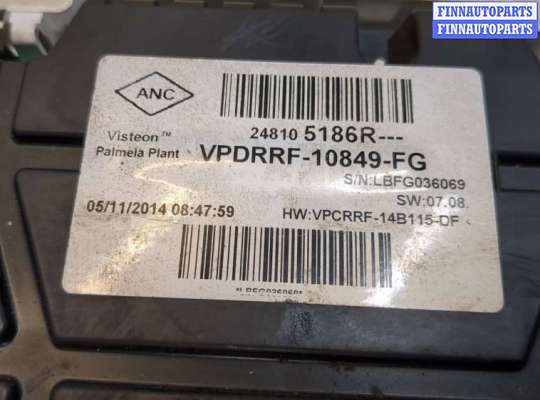 FINNAUTOPARTS
FINNAUTOPARTS
ANC
Visteon™
Palmela Plant
24810 5186R---
VPDRRF-10849-FG
S/N:LBFG036069
SW:07.08.
05/11/2014 08:47:59
HW:VPCRRF-14B115-DF